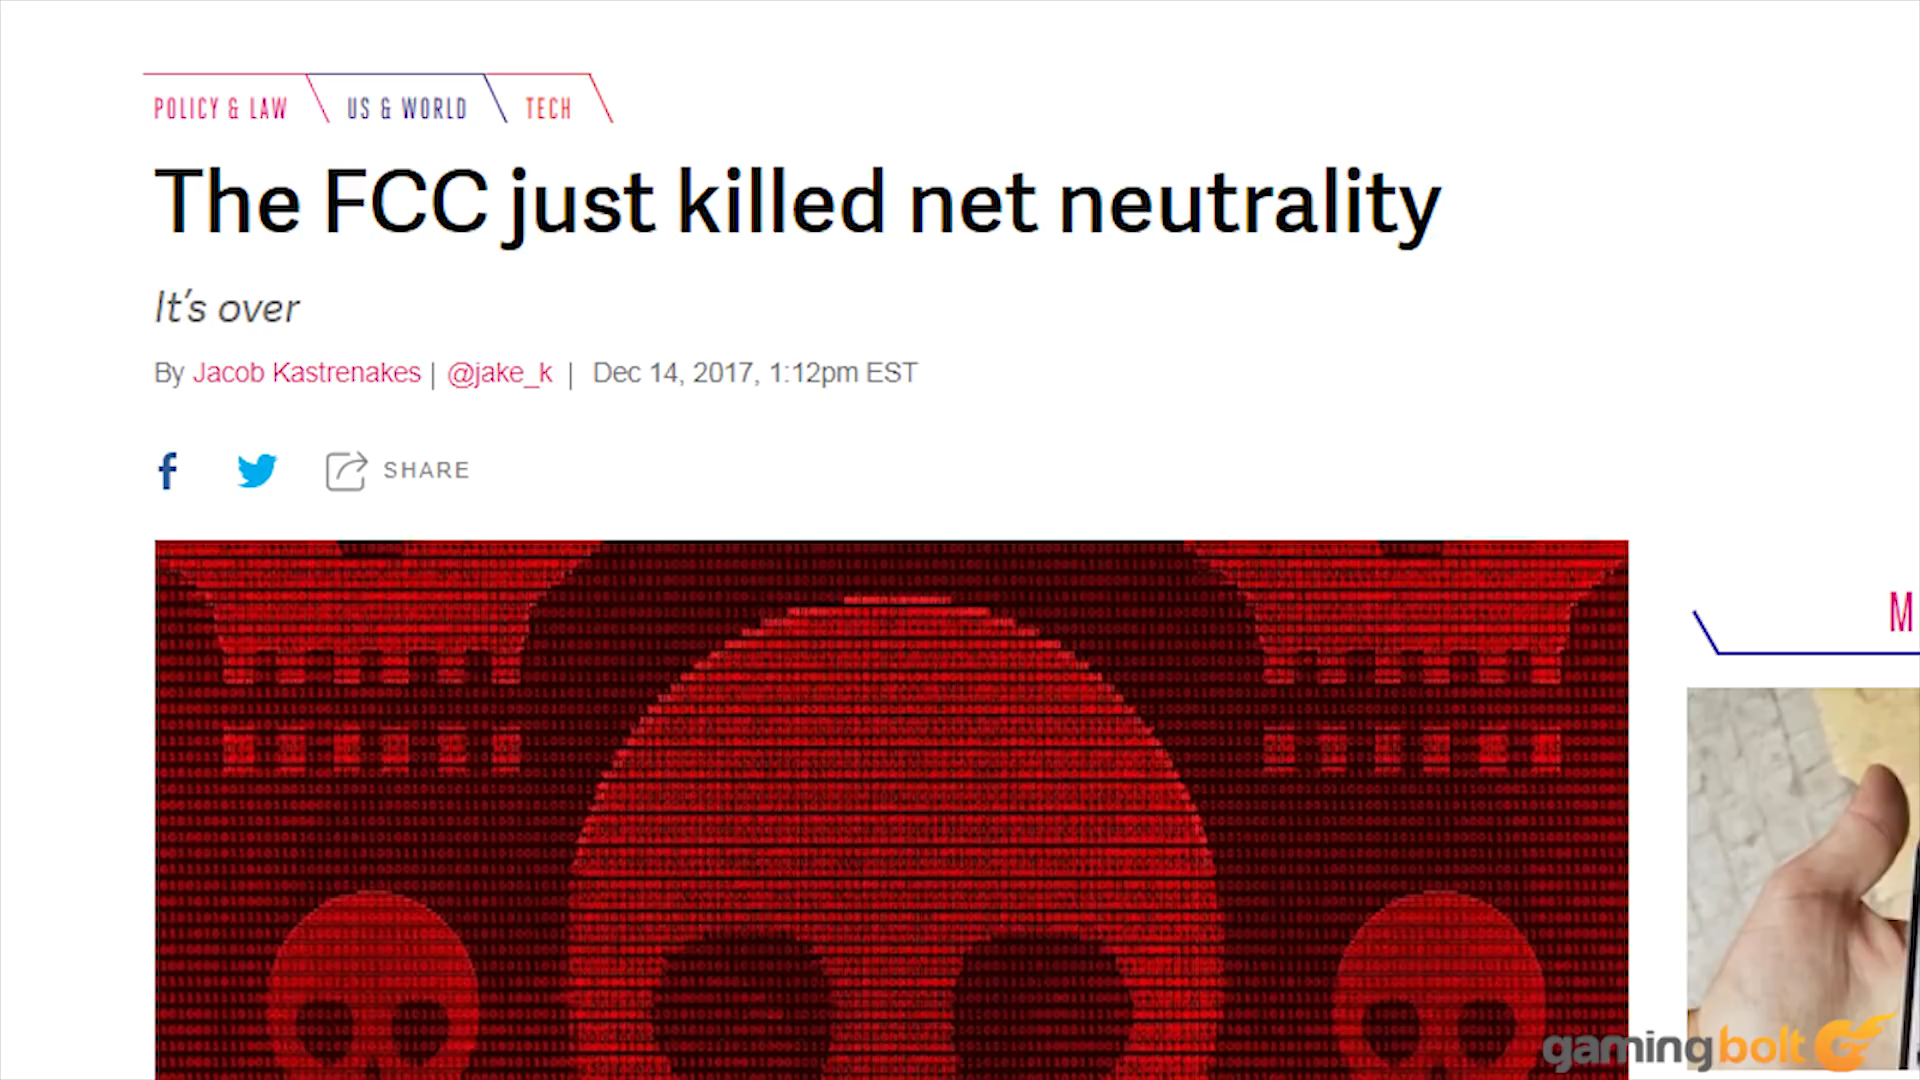 POLICY & LAW
US & WORLD
TECH
The FCC just killed net neutrality
It's over
By Jacob Kastrenakes | @jake_k | Dec 14, 2017, 1:12pm EST
SHARE
M
gamingbolt